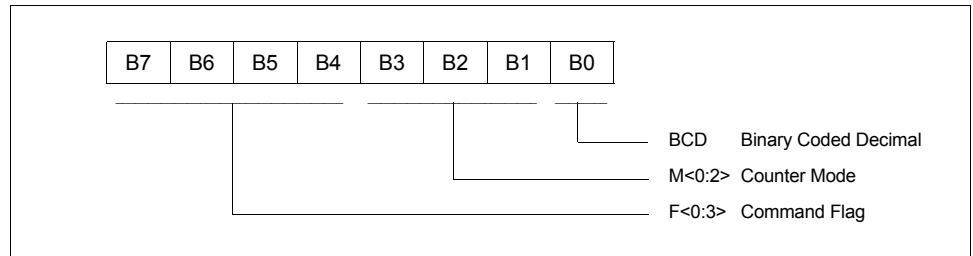 B7 B6 B5 B4 B3 B2 B1 B0
BCD Binary Coded Decimal
M<0:2> Counter Mode
F<0:3> Command Flag